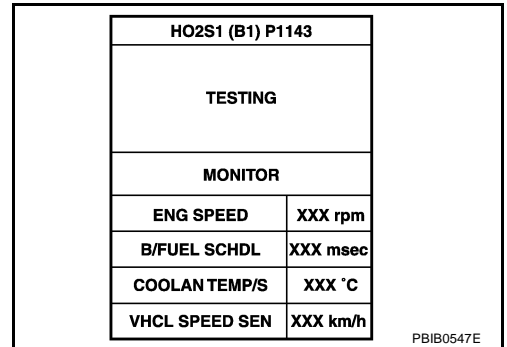 HO2S1 (B1) P1143
TESTING
MONITOR
ENG SPEED XXX rpm
B/FUEL SCHDL XXX msec
COOLAN TEMP/S XXX ˚C
VHCL SPEED SEN XXX km/h
PBIB0547E